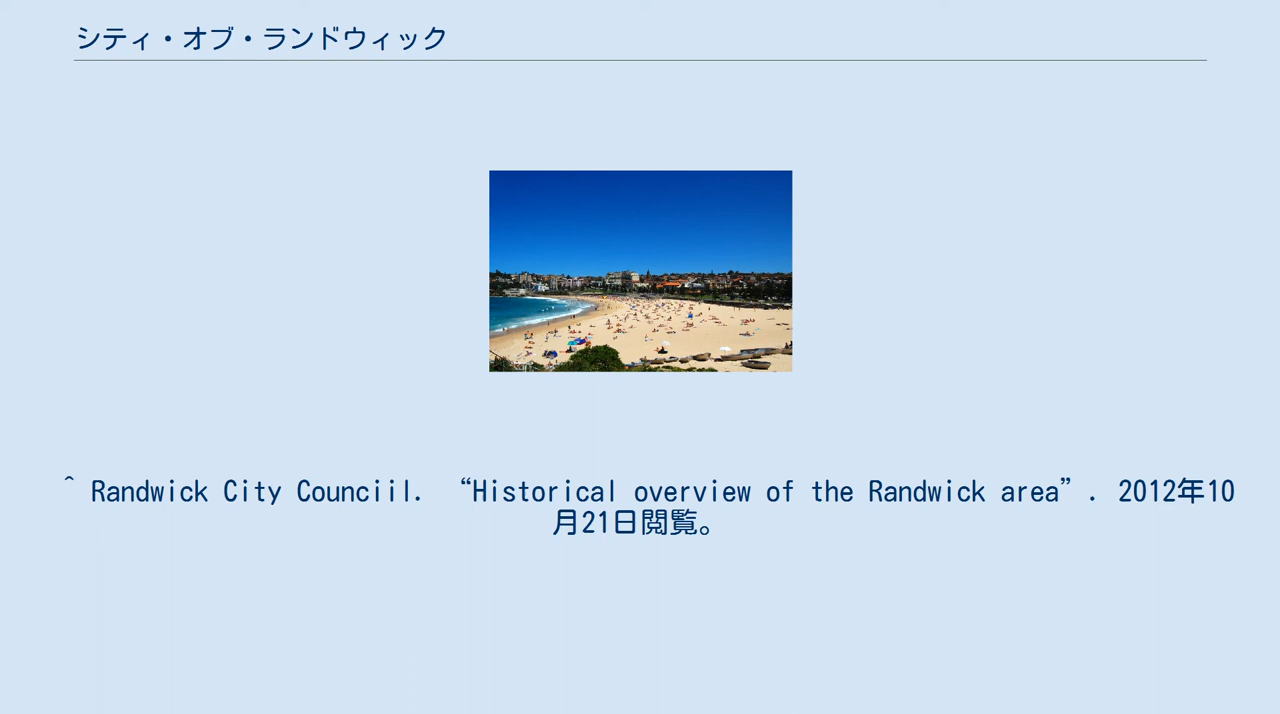 シティ・オブ・ランドウィック
^ Randwick City Counciil. “Historical overview of the Randwick area”. 2012年10
月21日閲覧。